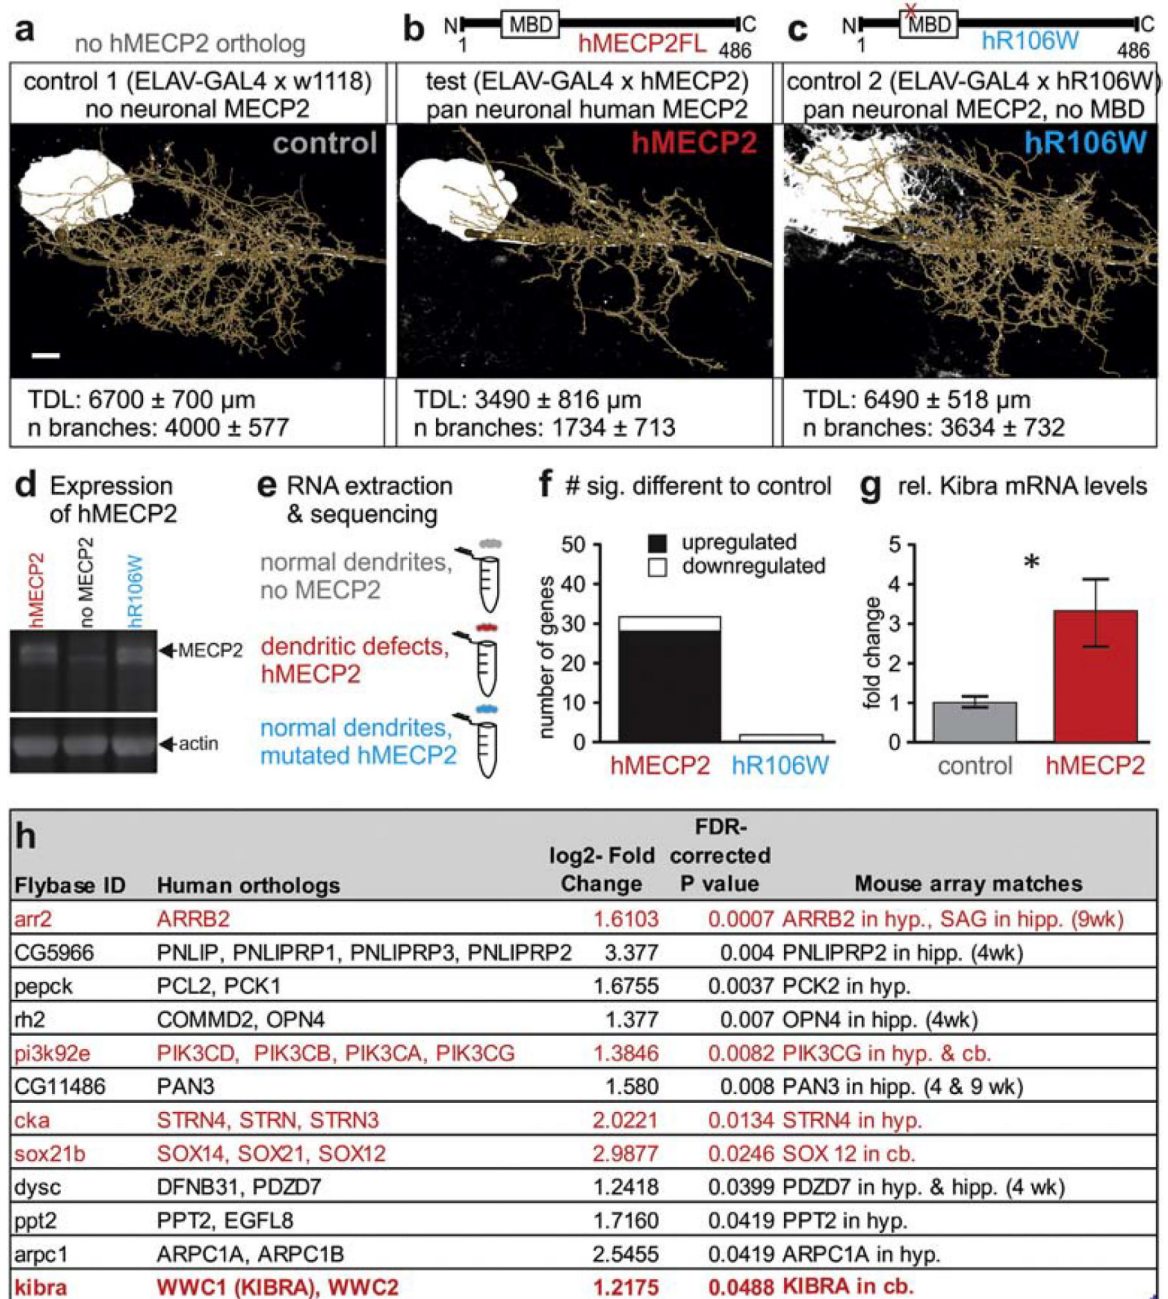 a no hMECP2 ortholog
control 1 (ELAV-GAL4 x w1118)
no neuronal MECP2
control
TDL: 6700 ± 700 µm
n branches: 4000 ± 577
b N MBD C
1 hMECP2FL 486
test (ELAV-GAL4 x hMECP2)
pan neuronal human MECP2
hMECP2
TDL: 3490 ± 816 µm
n branches: 1734 ± 713
c N X MBD C
1 hR106W 486
control 2 (ELAV-GAL4 x hR106W)
pan neuronal MECP2, no MBD
hR106W
TDL: 6490 ± 518 µm
n branches: 3634 ± 732
d Expression
of hMECP2
hMECP2
no MECP2
hR106W
MECP2
actin
e RNA extraction
& sequencing
normal dendrites,
no MECP2
dendritic defects,
hMECP2
normal dendrites,
mutated hMECP2
f # sig. different to control
upregulated
downregulated
number of genes
50
40
30
20
10
0
hMECP2 hR106W
g rel. Kibra mRNA levels
fold change
5
4
3
2
1
0
*
control hMECP2
h
Flybase ID Human orthologs log2- Fold Change FDR-corrected P value Mouse array matches
arr2 ARRB2 1.6103 0.0007 ARRB2 in hyp., SAG in hipp. (9wk)
CG5966 PNLIP, PNLIPRP1, PNLIPRP3, PNLIPRP2 3.377 0.004 PNLIPRP2 in hipp. (4wk)
pepck PCL2, PCK1 1.6755 0.0037 PCK2 in hyp.
rh2 COMMD2, OPN4 1.377 0.007 OPN4 in hipp. (4wk)
pi3k92e PIK3CD, PIK3CB, PIK3CA, PIK3CG 1.3846 0.0082 PIK3CG in hyp. & cb.
CG11486 PAN3 1.580 0.008 PAN3 in hipp. (4 & 9 wk)
cka STRN4, STRN, STRN3 2.0221 0.0134 STRN4 in hyp.
sox21b SOX14, SOX21, SOX12 2.9877 0.0246 SOX 12 in cb.
dysc DFNB31, PDZD7 1.2418 0.0399 PDZD7 in hyp. & hipp. (4 wk)
ppt2 PPT2, EGFL8 1.7160 0.0419 PPT2 in hyp.
arpc1 ARPC1A, ARPC1B 2.5455 0.0419 ARPC1A in hyp.
kibra WWC1 (KIBRA), WWC2 1.2175 0.0488 KIBRA in cb.